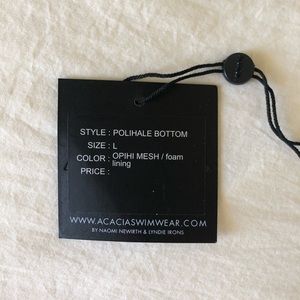 STYLE : POLIHALE BOTTOM
SIZE : L
COLOR : OPIHI MESH / foam
lining
PRICE :
WWW.ACACIASWIMWEAR.COM
BY NAOMI NEWIRTH & LYNDIE IRONS